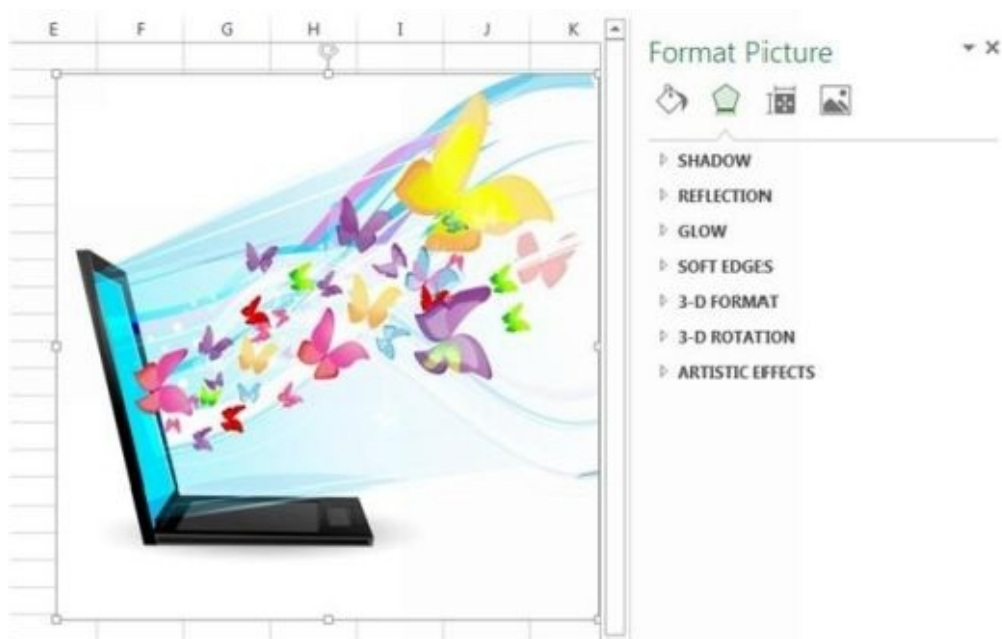 E F G H I J K
Format Picture
SHADOW
REFLECTION
GLOW
SOFT EDGES
3-D FORMAT
3-D ROTATION
ARTISTIC EFFECTS